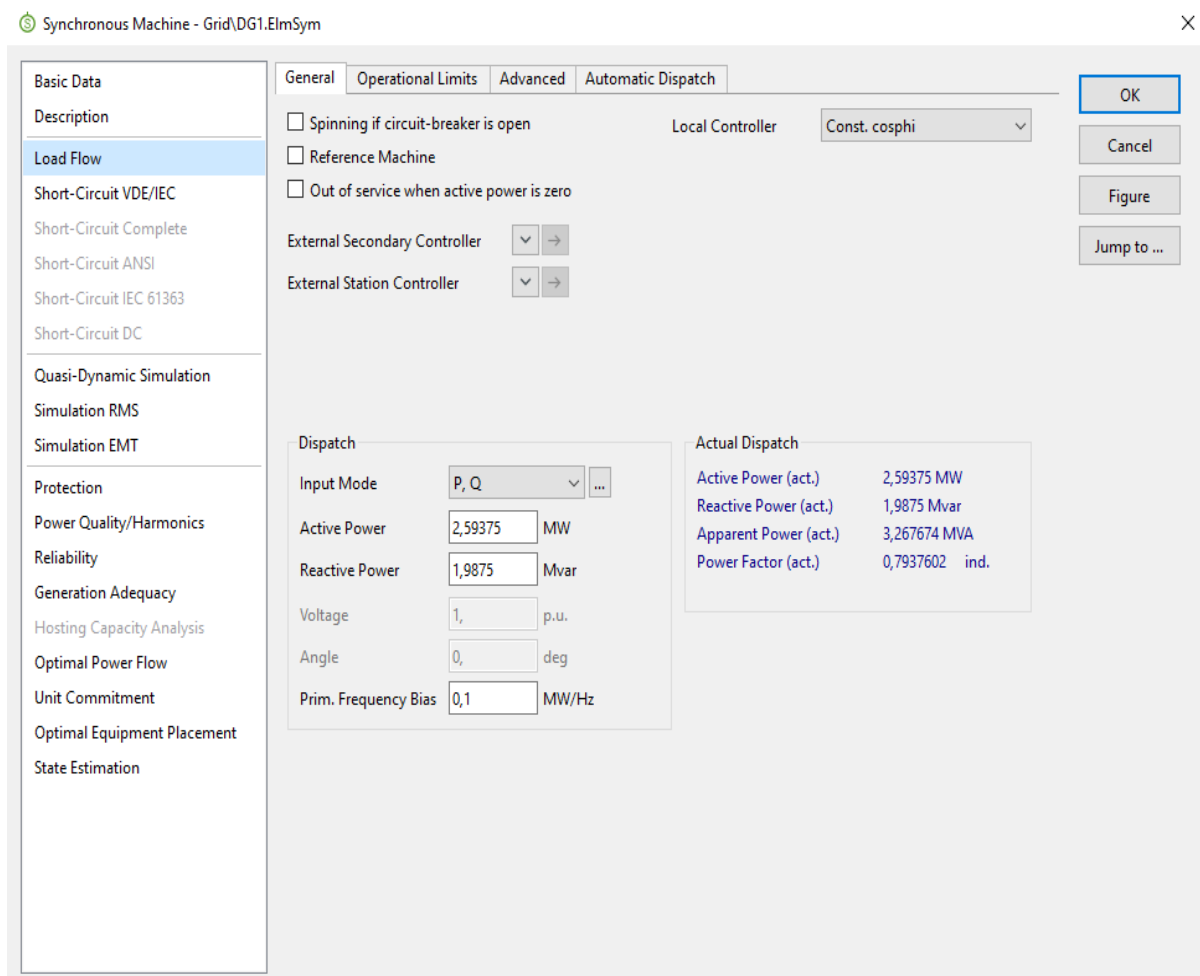 Synchronous Machine - Grid\DG1.ElmSym
Basic Data
Description
Load Flow
Short-Circuit VDE/IEC
Short-Circuit Complete
Short-Circuit ANSI
Short-Circuit IEC 61363
Short-Circuit DC
Quasi-Dynamic Simulation
Simulation RMS
Simulation EMT
Protection
Power Quality/Harmonics
Reliability
Generation Adequacy
Hosting Capacity Analysis
Optimal Power Flow
Unit Commitment
Optimal Equipment Placement
State Estimation
General Operational Limits Advanced Automatic Dispatch
Spinning if circuit-breaker is open
Reference Machine
Out of service when active power is zero
Local Controller Const. cosphi
External Secondary Controller
External Station Controller
Dispatch
Input Mode P, Q ...
Active Power 2,59375 MW
Reactive Power 1,9875 Mvar
Voltage 1, p.u.
Angle 0, deg
Prim. Frequency Bias 0,1 MW/Hz
Actual Dispatch
Active Power (act.) 2,59375 MW
Reactive Power (act.) 1,9875 Mvar
Apparent Power (act.) 3,267674 MVA
Power Factor (act.) 0,7937602 ind.
OK
Cancel
Figure
Jump to ...